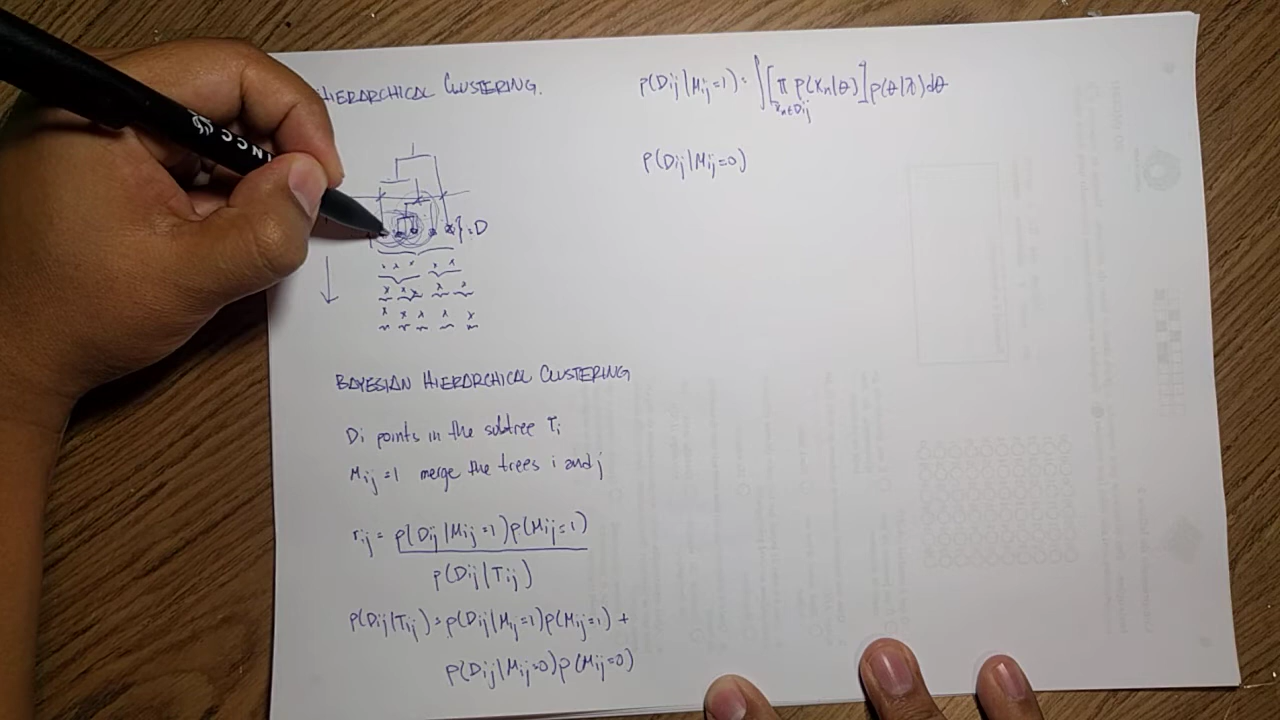 HIERARCHICAL CLUSTERING.
} = D
x x x x x
x x x x x
x x x x x
BAYESIAN HIERARCHICAL CLUSTERING
Di points in the subtree Ti
Mij=1 merge the trees i and j
rij = p(Dij|Mij=1)p(Mij=1)
p(Dij|Tij)
p(Dij|Tij)=p(Dij|Mij=1)p(Mij=1) +
p(Dij|Mij=0)p(Mij=0)
p(Dij|Mij=1)= ∫[π p(xn|θ)]p(θ|λ)dθ
xn∈Dij
p(Dij|Mij=0)
INCC